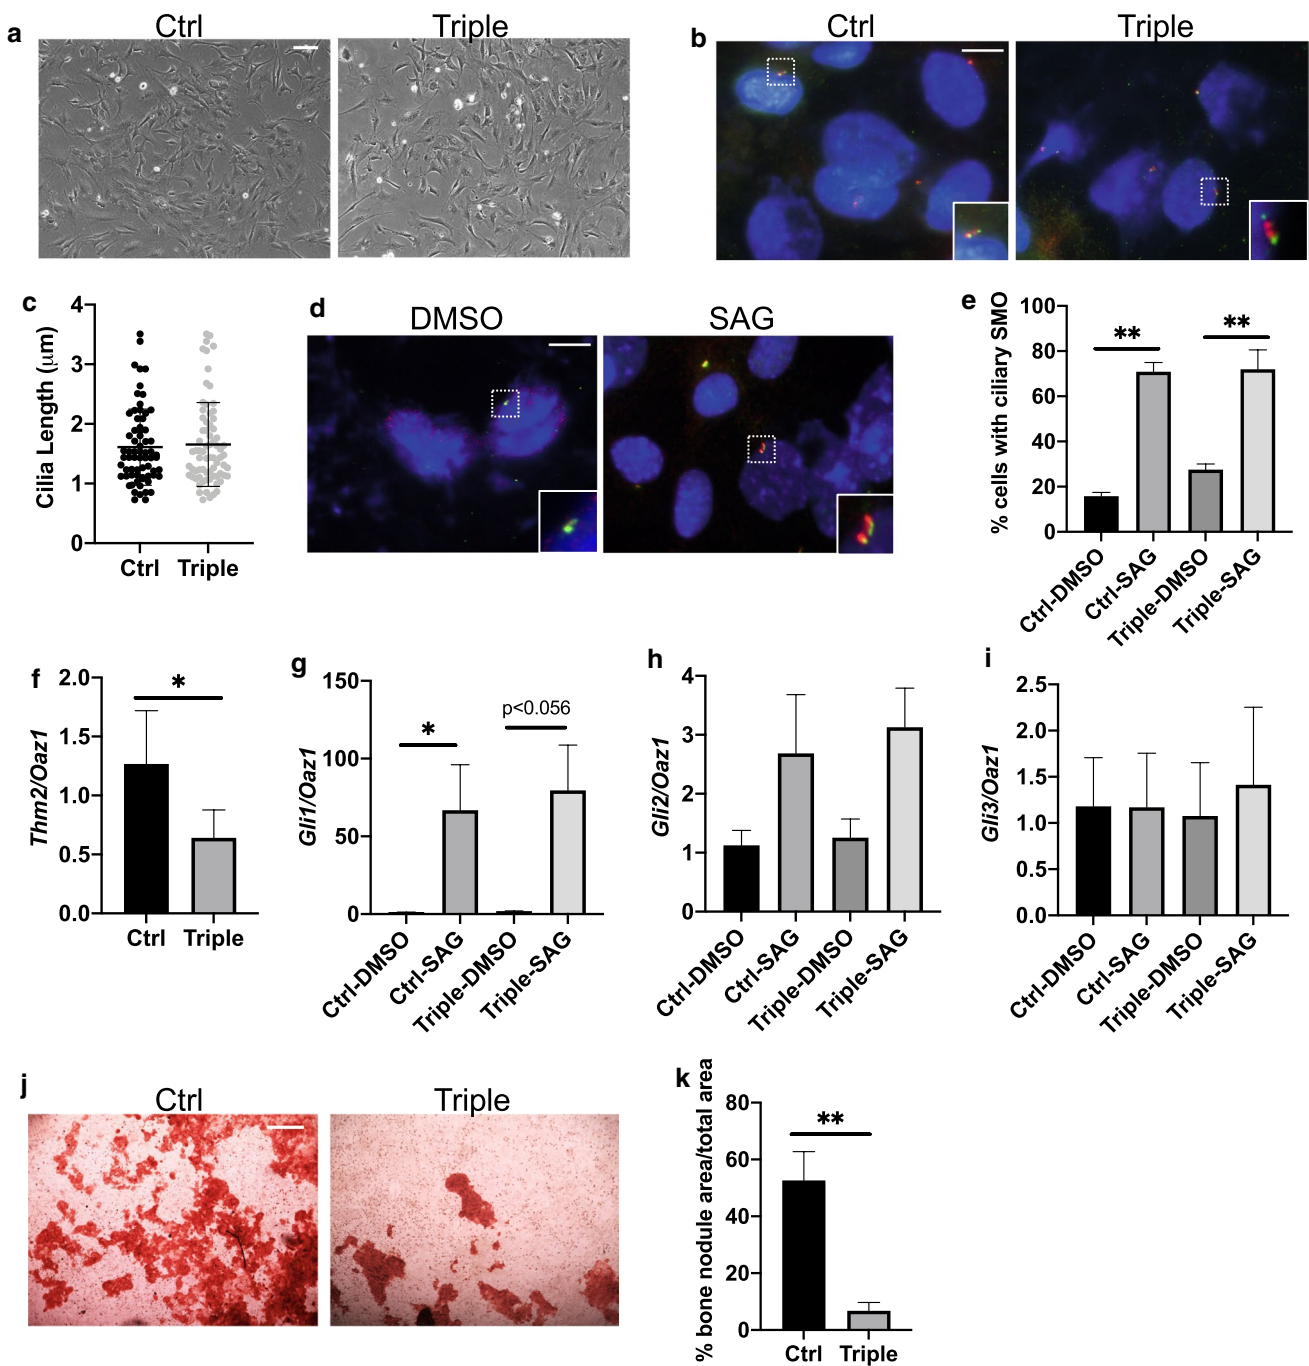 a
Ctrl
Triple
b
Ctrl
Triple
c
Cilia Length (μm)
4
3
2
1
0
Ctrl Triple
d
DMSO
SAG
e
% cells with ciliary SMO
100
80
60
40
20
0
** **
Ctrl-DMSO
Ctrl-SAG
Triple-DMSO
Triple-SAG
f
Thm2/Oaz1
2.0
1.5
1.0
0.5
0.0
*
Ctrl Triple
g
Gli1/Oaz1
150
100
50
0
*
p<0.056
Ctrl-DMSO
Ctrl-SAG
Triple-DMSO
Triple-SAG
h
Gli2/Oaz1
4
3
2
1
0
Ctrl-DMSO
Ctrl-SAG
Triple-DMSO
Triple-SAG
i
Gli3/Oaz1
2.5
2.0
1.5
1.0
0.5
0.0
Ctrl-DMSO
Ctrl-SAG
Triple-DMSO
Triple-SAG
j
Ctrl
Triple
k
% bone nodule area/total area
80
60
40
20
0
**
Ctrl Triple